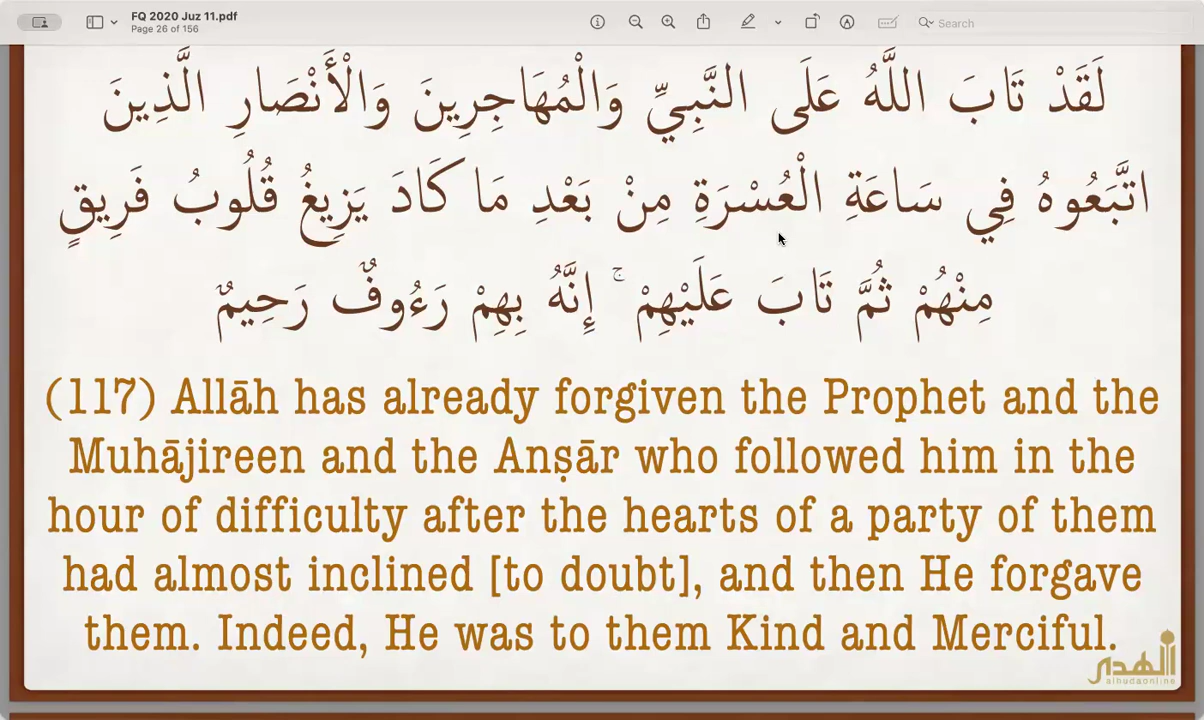 FQ 2020 Juz 11.pdf
Page 26 of 156
Search
لَقَدْ تَابَ اللَّهُ عَلَى النَّبِيِّ وَالْمُهَاجِرِينَ وَالْأَنْصَارِ الَّذِينَ
اتَّبَعُوهُ فِي سَاعَةِ الْعُسْرَةِ مِنْ بَعْدِ مَا كَادَ يَزِيغُ قُلُوبُ فَرِيقٍ
مِنْهُمْ ثُمَّ تَابَ عَلَيْهِمْ ۚ إِنَّهُ بِهِمْ رَءُوفٌ رَحِيمٌ
(117) Allāh has already forgiven the Prophet and the
Muhājireen and the Anṣār who followed him in the
hour of difficulty after the hearts of a party of them
had almost inclined [to doubt], and then He forgave
them. Indeed, He was to them Kind and Merciful.
الهدى
alhudaonline